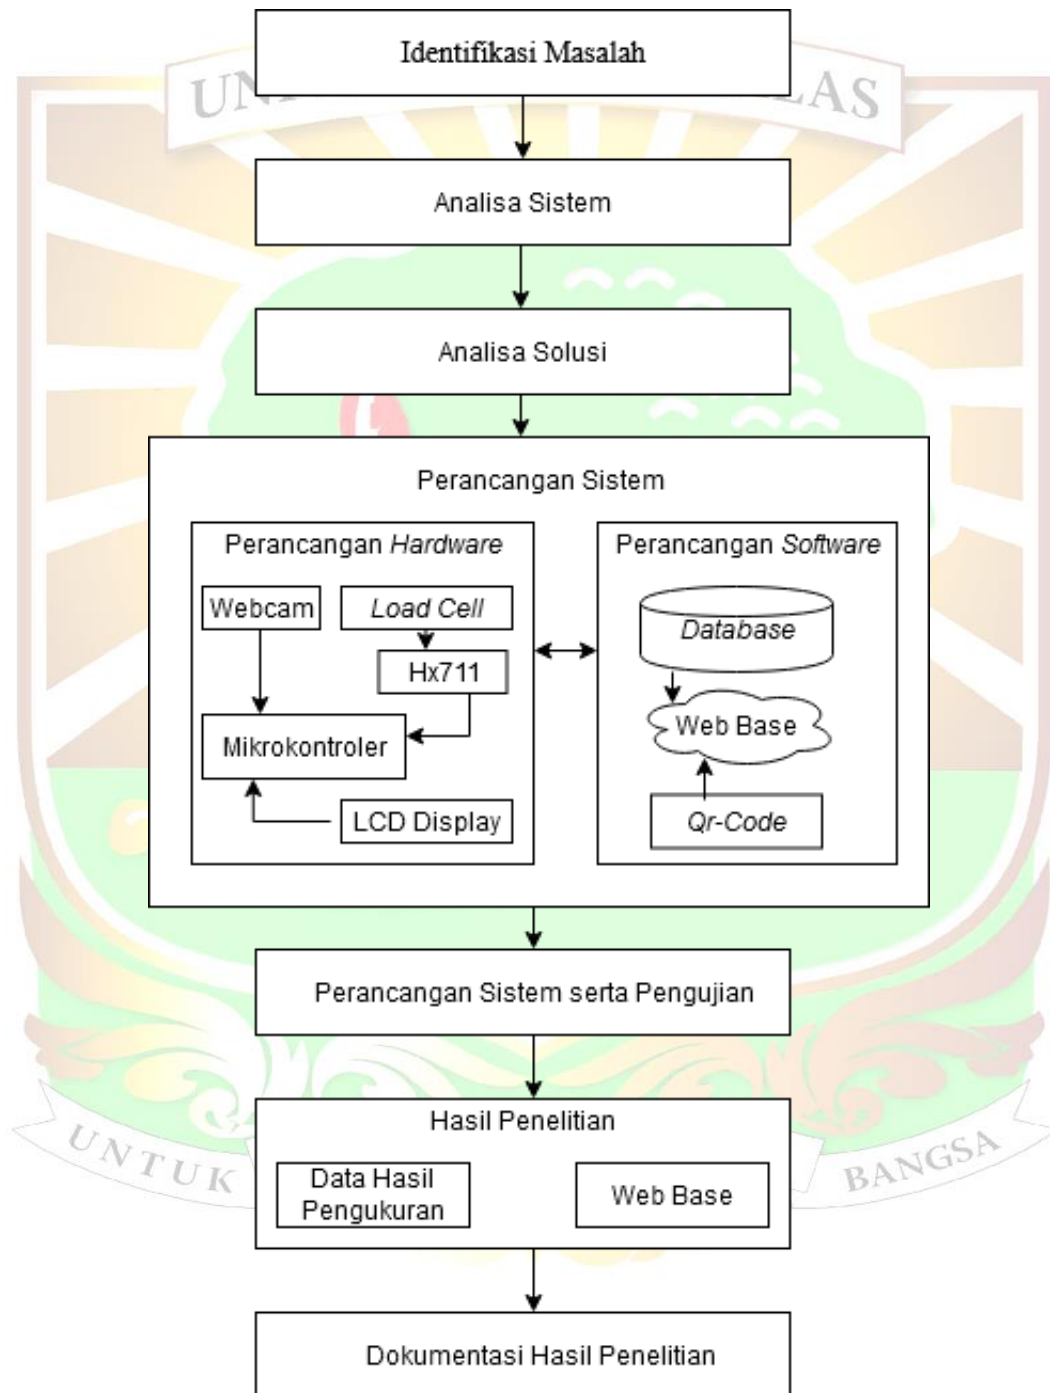 Identifikasi Masalah
UN
LAS
Analisa Sistem
Analisa Solusi
Perancangan Sistem
Perancangan Hardware
Webcam
Load Cell
Hx711
Mikrokontroler
LCD Display
Perancangan Software
Database
Web Base
Qr-Code
Perancangan Sistem serta Pengujian
Hasil Penelitian
Data Hasil
Pengukuran
Web Base
UNTUK
BANGSA
Dokumentasi Hasil Penelitian